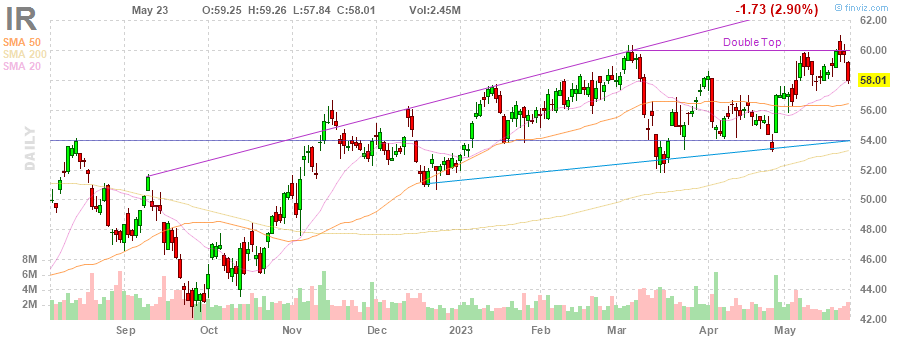 IR May 23 O:59.25 H:59.26 L:57.84 C:58.01 Vol:2.45M -1.73 (2.90%) © finviz.com
SMA 50
SMA 200
SMA 20
DAILY
Double Top
62.00
60.00
58.01
56.00
54.00
52.00
50.00
48.00
46.00
44.00
42.00
8M
6M
4M
2M
Sep Oct Nov Dec 2023 Feb Mar Apr May